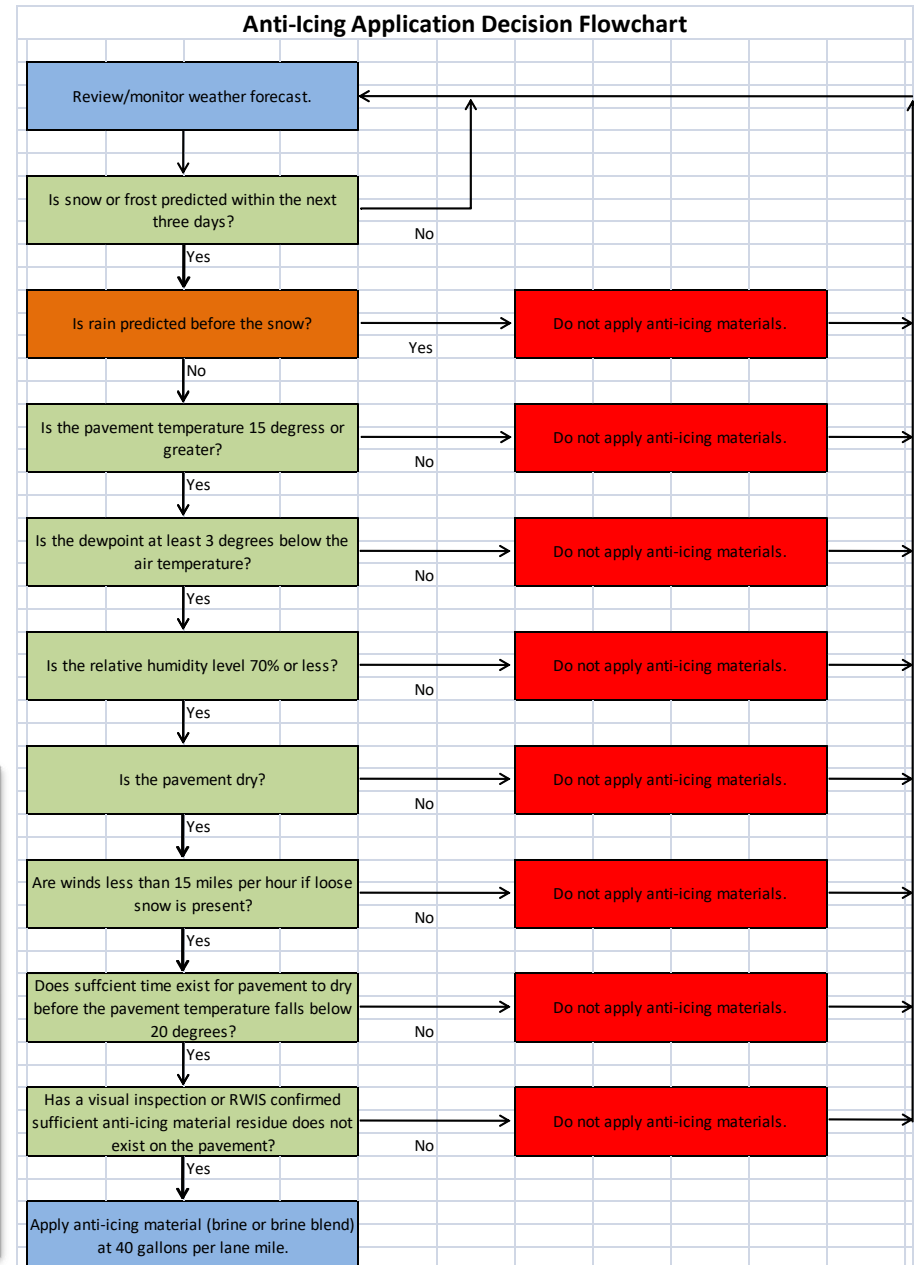 Anti-Icing Application Decision Flowchart
Review/monitor weather forecast.
Is snow or frost predicted within the next
three days?
No
Yes
Is rain predicted before the snow?
Do not apply anti-icing materials.
Yes
No
Is the pavement temperature 15 degress or
greater?
Do not apply anti-icing materials.
No
Yes
Is the dewpoint at least 3 degrees below the
air temperature?
Do not apply anti-icing materials.
No
Yes
Is the relative humidity level 70% or less?
Do not apply anti-icing materials.
No
Yes
Is the pavement dry?
Do not apply anti-icing materials.
No
Yes
Are winds less than 15 miles per hour if loose
snow is present?
Do not apply anti-icing materials.
No
Yes
Does suffcient time exist for pavement to dry
before the pavement temperature falls below
20 degrees?
Do not apply anti-icing materials.
No
Yes
Has a visual inspection or RWIS confirmed
sufficient anti-icing material residue does not
exist on the pavement?
Do not apply anti-icing materials.
No
Yes
Apply anti-icing material (brine or brine blend)
at 40 gallons per lane mile.